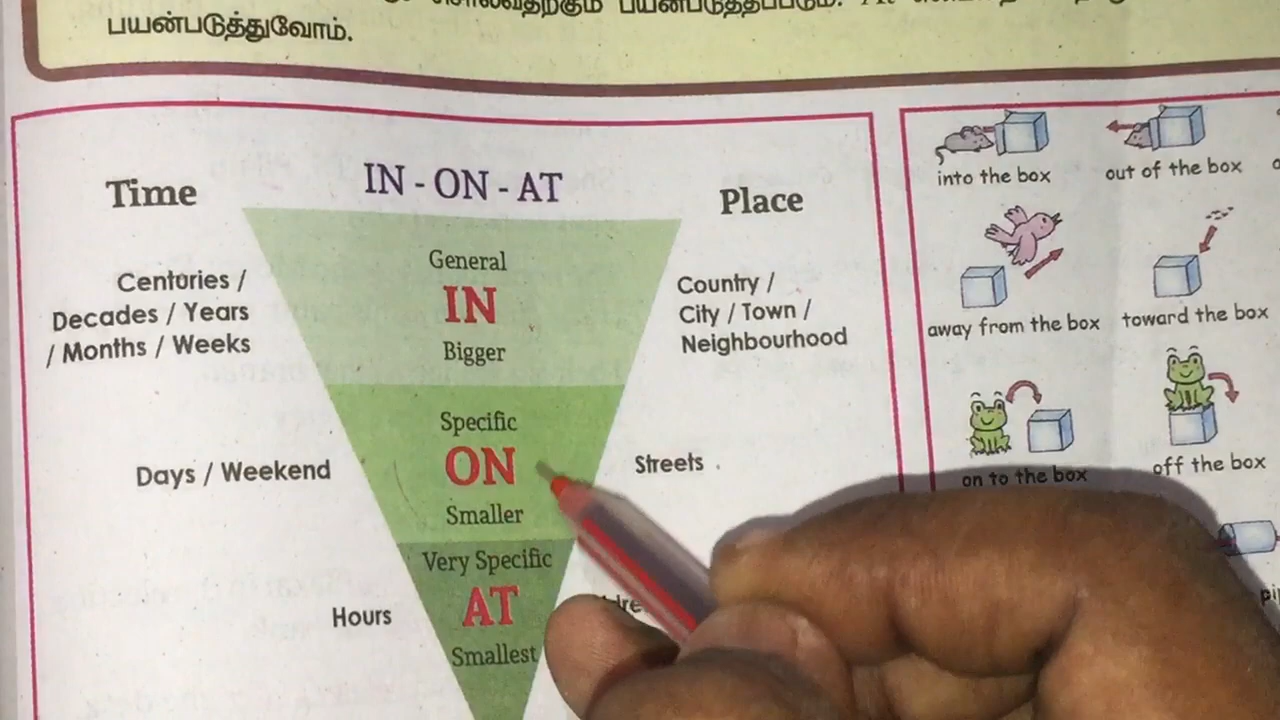 பயன்படுத்துவோம்.
IN - ON - AT
Time
Place
General
IN
Bigger
Centuries /
Decades / Years
/ Months / Weeks
Country /
City / Town /
Neighbourhood
Specific
ON
Smaller
Days / Weekend
Streets
Very Specific
AT
Smallest
Hours
into the box
out of the box
away from the box
toward the box
on to the box
off the box